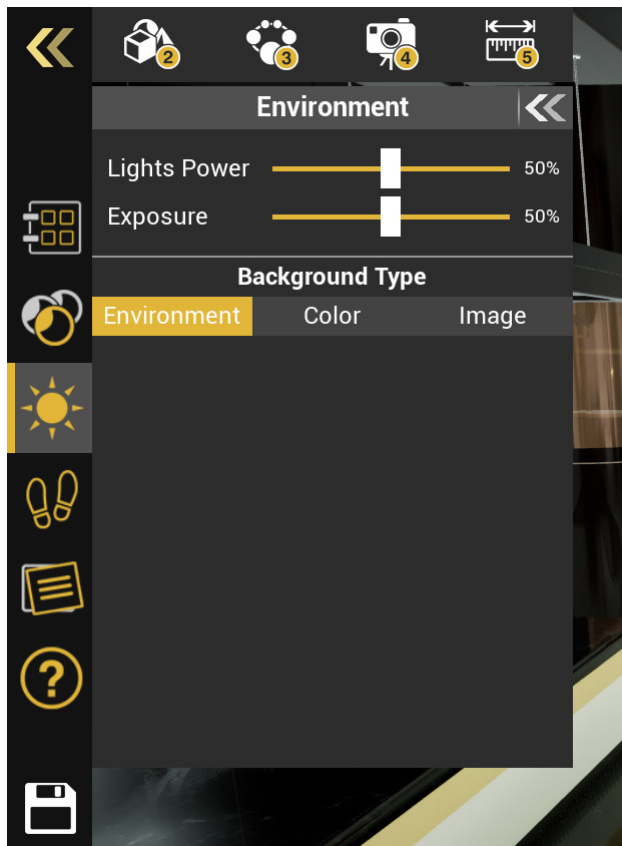 2
3
4
5
Environment
Lights Power 50%
Exposure 50%
Background Type
Environment Color Image
?